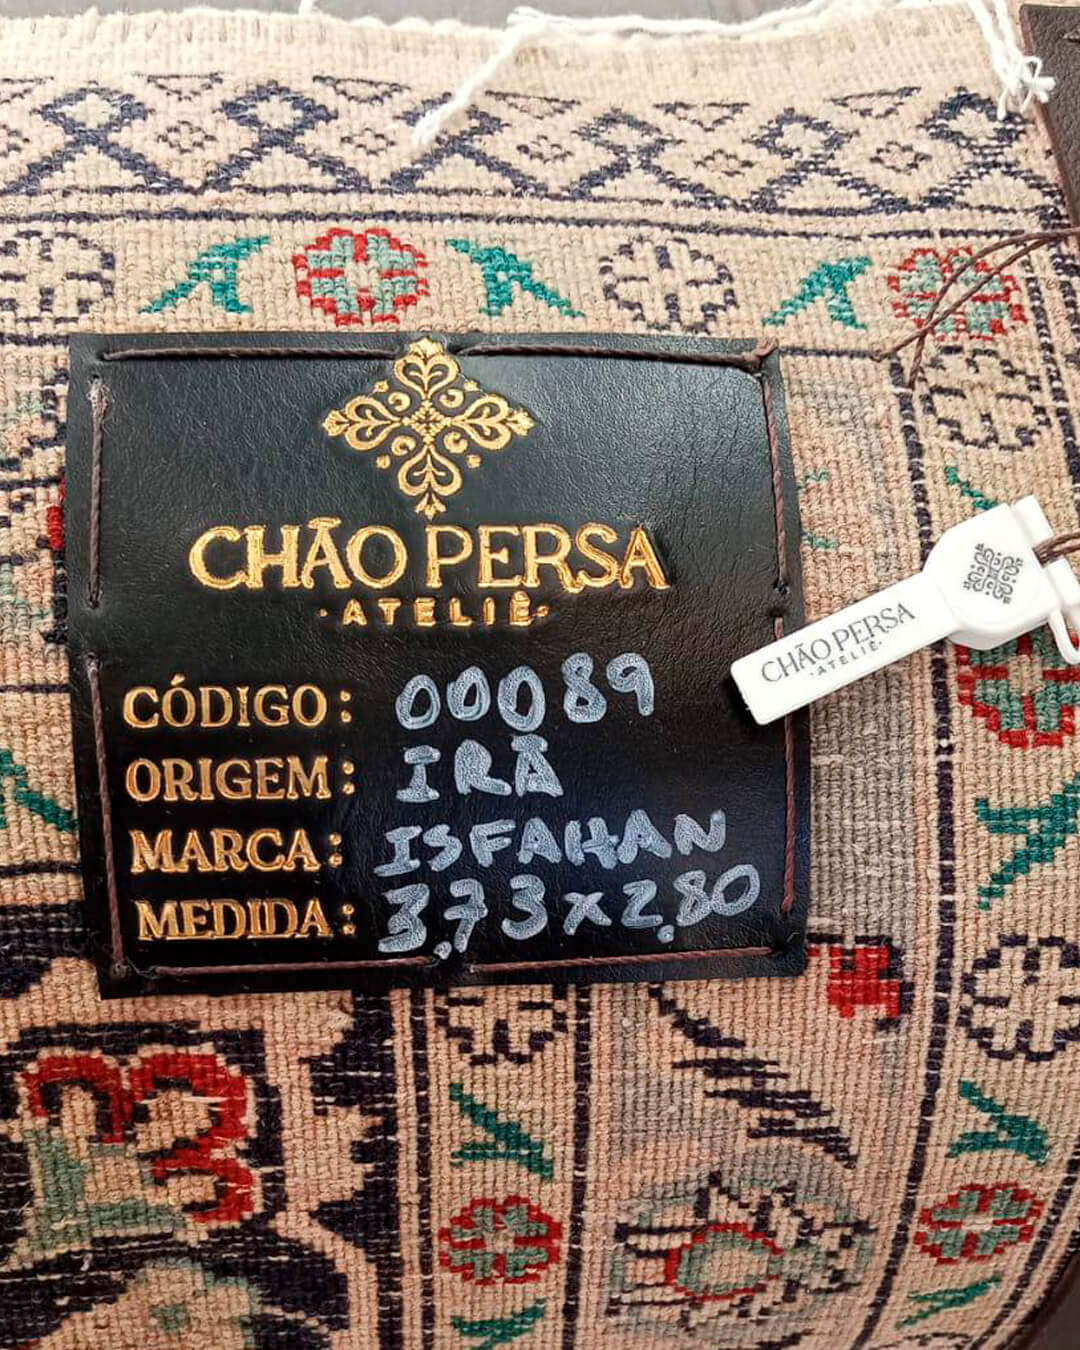 CHÃO PERSA
·ATELIÊ·
CÓDIGO: 00089
ORIGEM: IRÃ
MARCA: ISFAHAN
MEDIDA: 3,73x2,80
CHÃO PERSA
·ATELIÊ·